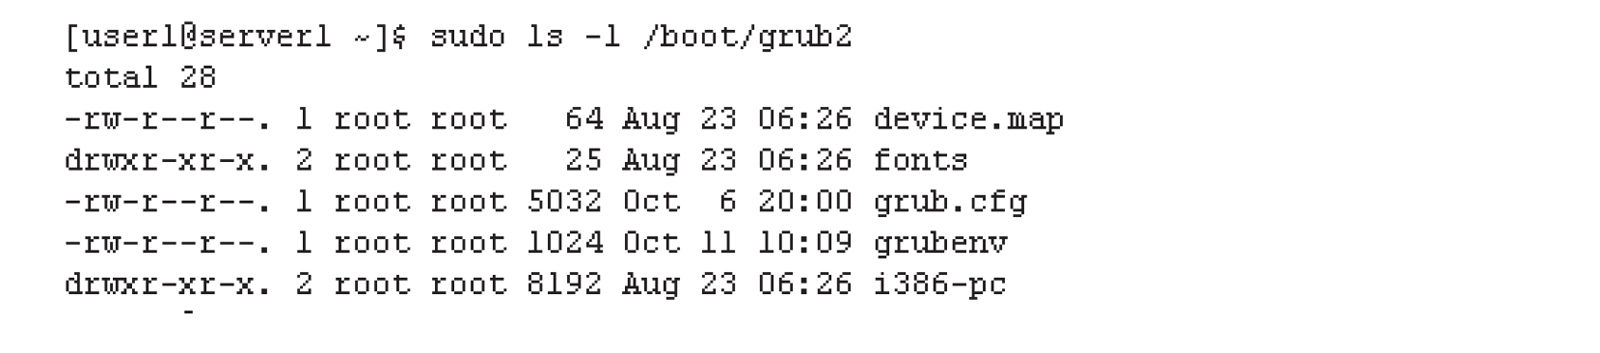 [user1@server1 ~]$ sudo ls -l /boot/grub2
total 28
-rw-r--r--. 1 root root   64 Aug 23 06:26 device.map
drwxr-xr-x. 2 root root   25 Aug 23 06:26 fonts
-rw-r--r--. 1 root root 5032 Oct  6 20:00 grub.cfg
-rw-r--r--. 1 root root 1024 Oct 11 10:09 grubenv
drwxr-xr-x. 2 root root 8192 Aug 23 06:26 i386-pc